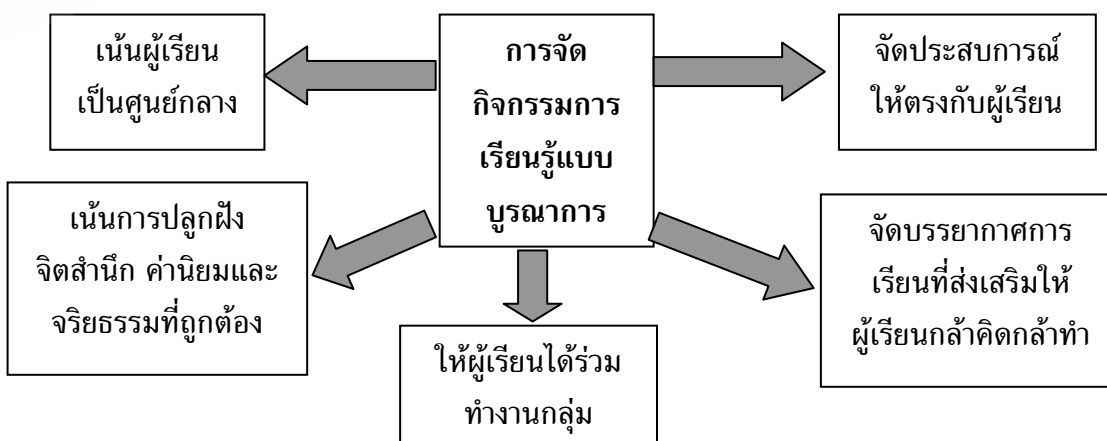 เน้นผู้เรียน
เป็นศูนย์กลาง
การจัด
กิจกรรมการ
เรียนรู้แบบ
บูรณาการ
จัดประสบการณ์
ให้ตรงกับผู้เรียน
เน้นการปลูกฝัง
จิตสำนึก ค่านิยมและ
จริยธรรมที่ถูกต้อง
ให้ผู้เรียนได้ร่วม
ทำงานกลุ่ม
จัดบรรยากาศการ
เรียนที่ส่งเสริมให้
ผู้เรียนกล้าคิดกล้าทำ